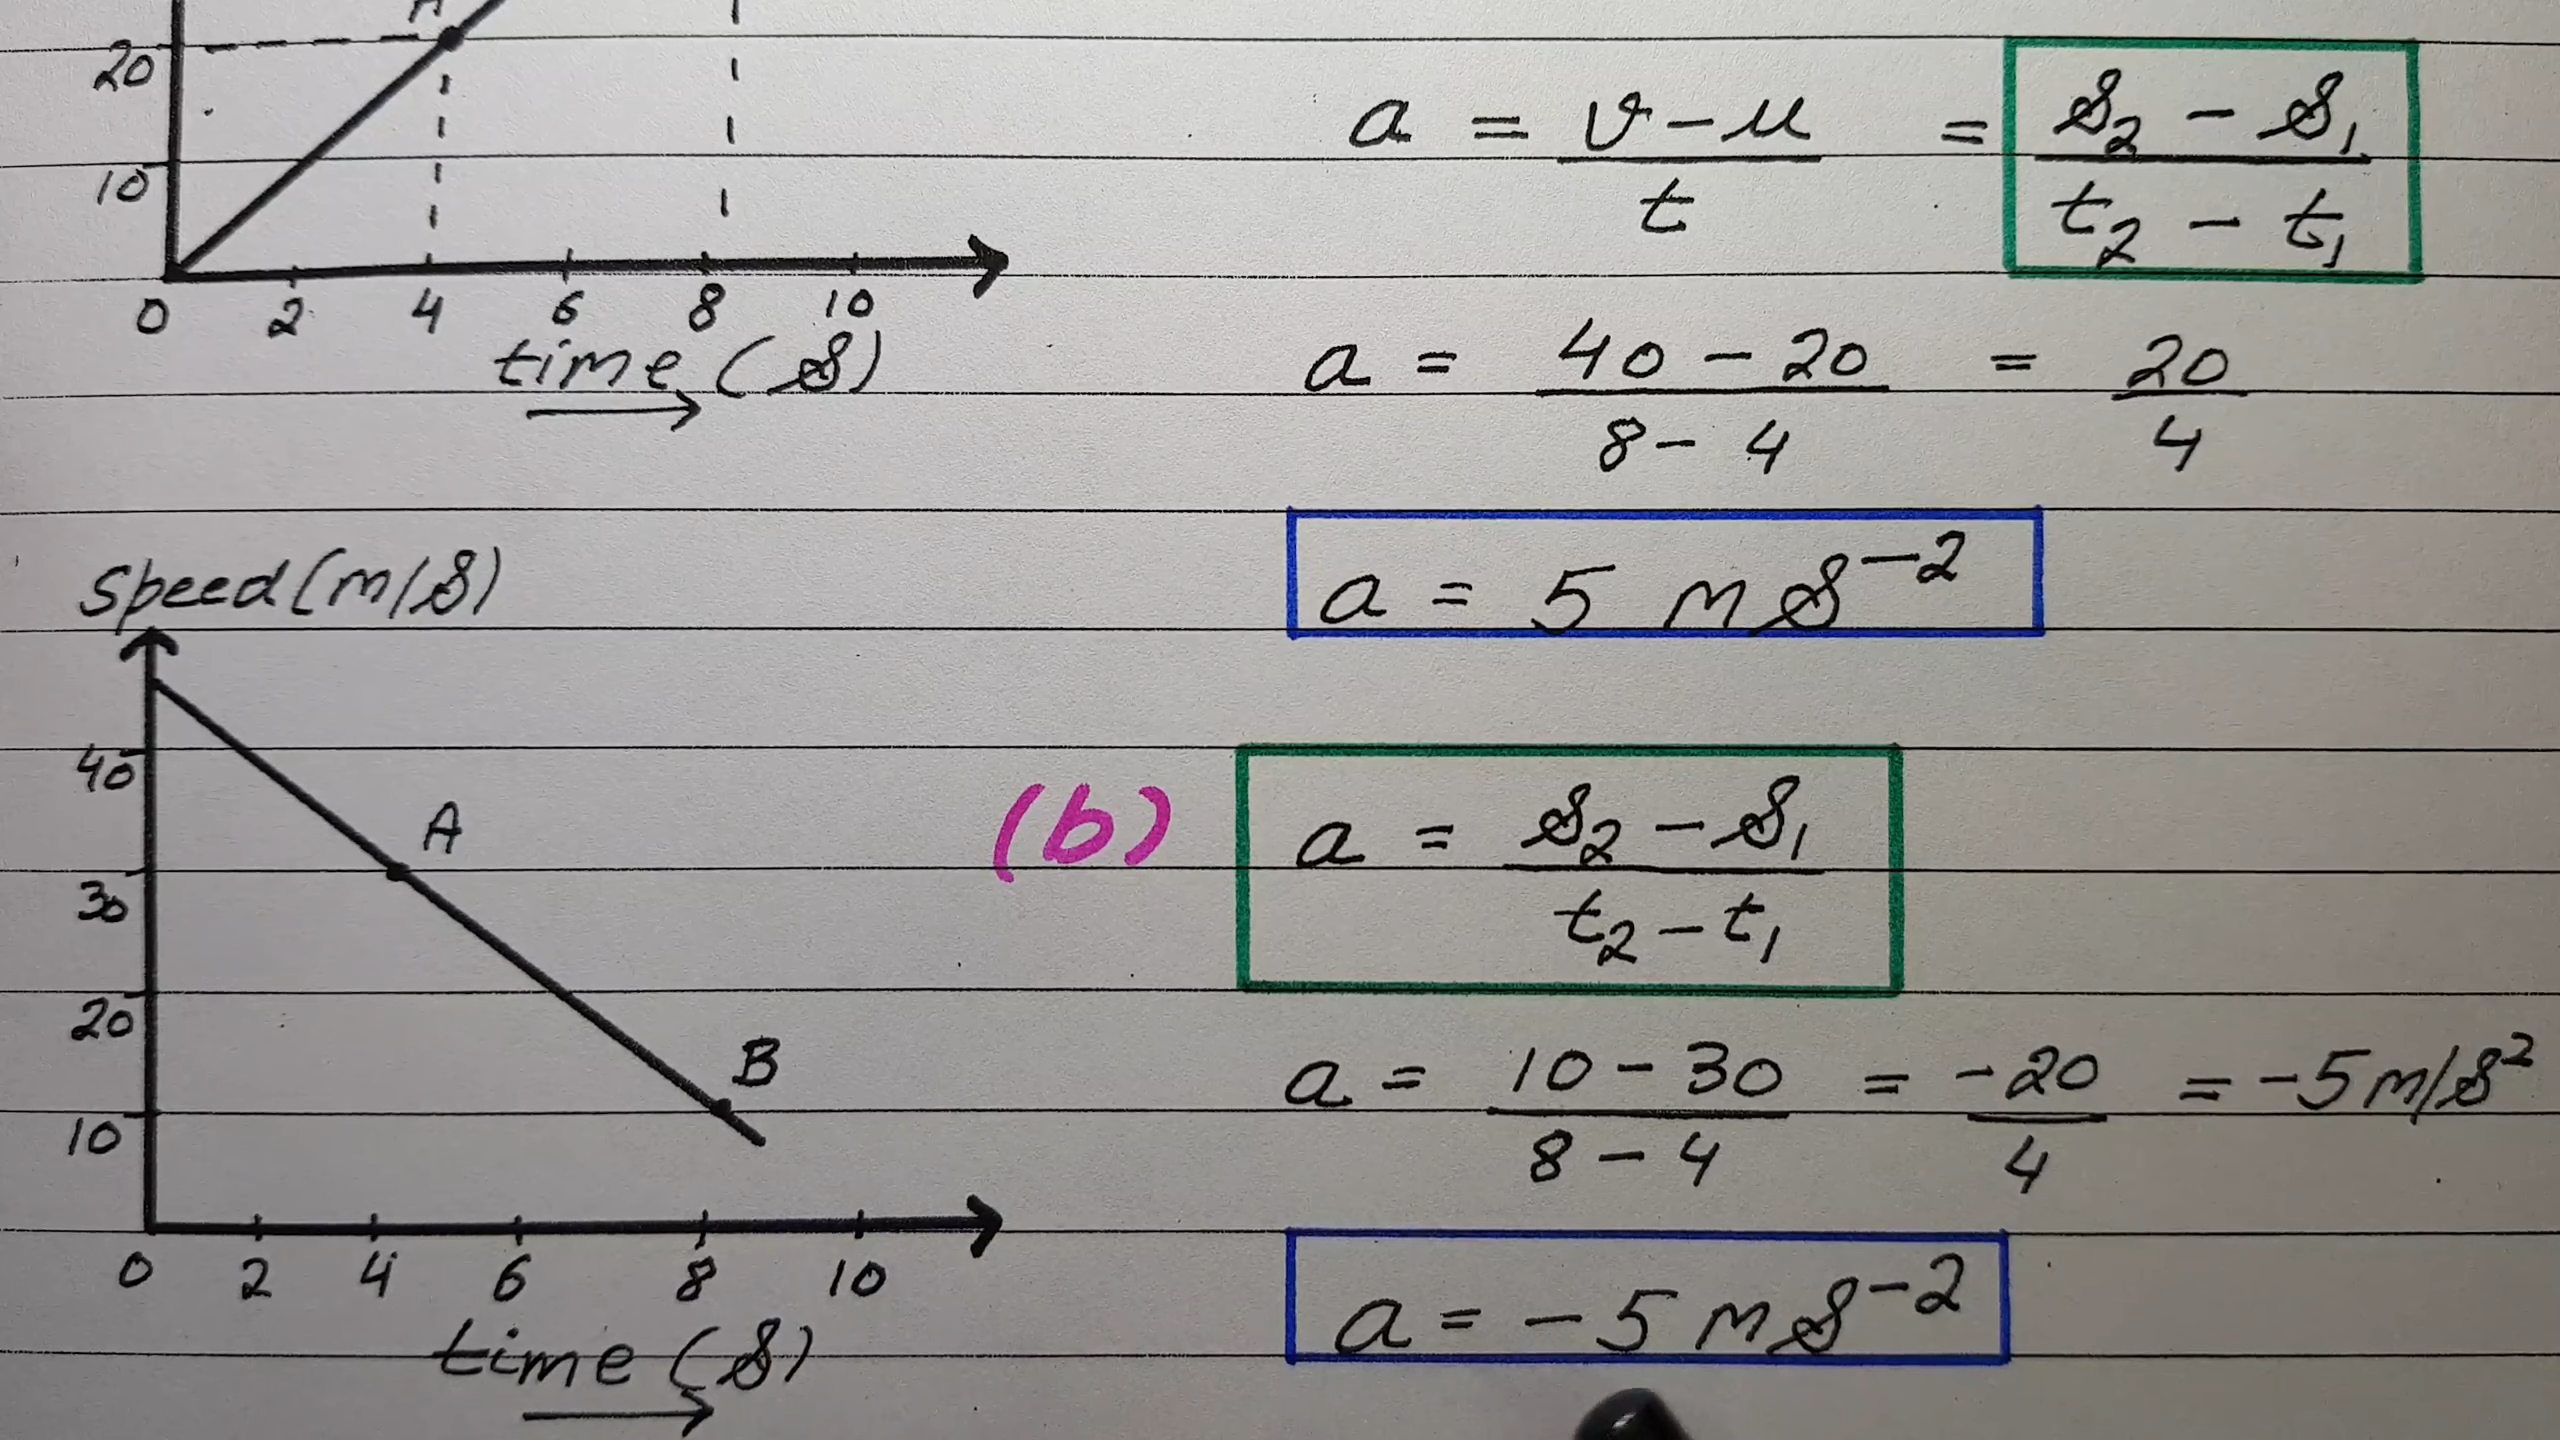 20
10
0 2 4 6 8 10
time (s)
a = v - u / t = s₂ - s₁ / t₂ - t₁
a = 40 - 20 / 8 - 4 = 20 / 4
a = 5 ms⁻²
speed (m/s)
40
30
20
10
A
B
0 2 4 6 8 10
time (s)
(b) a = s₂ - s₁ / t₂ - t₁
a = 10 - 30 / 8 - 4 = -20 / 4 = -5 m/s²
a = -5 ms⁻²